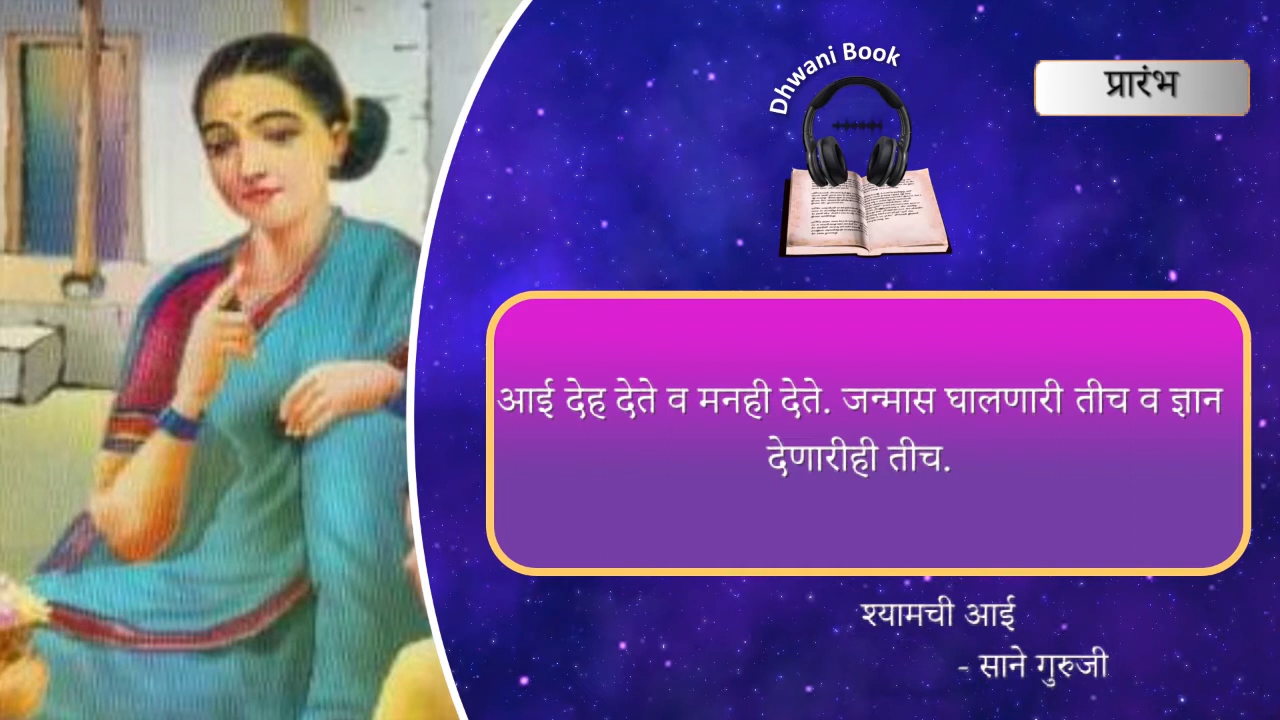 Dhwani Book
प्रारंभ
आई देह देते व मनही देते. जन्मास घालणारी तीच व ज्ञान
देणारीही तीच.
श्यामची आई
- साने गुरुजी